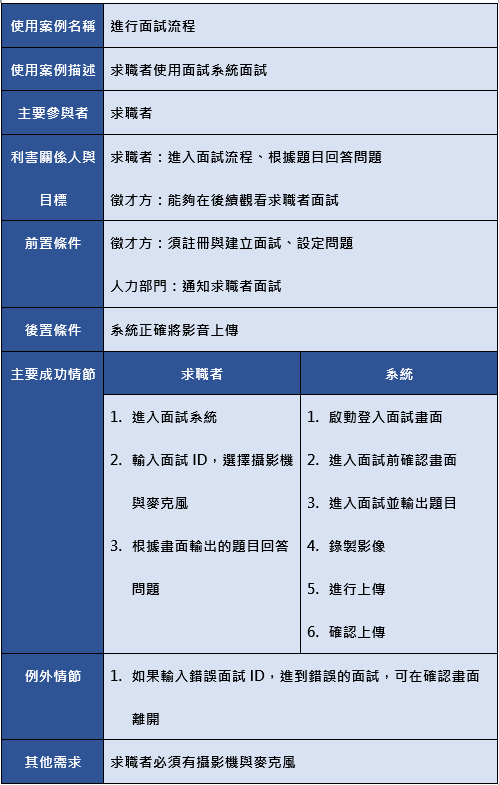 使用案例名稱 進行面試流程
使用案例描述 求職者使用面試系統面試
主要參與者 求職者
利害關係人與 求職者：進入面試流程、根據題目回答問題
目標 徵才方：能夠在後續觀看求職者面試
前置條件 徵才方：須註冊與建立面試、設定問題
人力部門：通知求職者面試
後置條件 系統正確將影音上傳
主要成功情節 求職者 系統
1. 進入面試系統 1. 啟動登入面試畫面
2. 輸入面試 ID，選擇攝影機 2. 進入面試前確認畫面
與麥克風 3. 進入面試並輸出題目
3. 根據畫面輸出的題目回答 4. 錄製影像
問題 5. 進行上傳
6. 確認上傳
例外情節 1. 如果輸入錯誤面試 ID，進到錯誤的面試，可在確認畫面
離開
其他需求 求職者必須有攝影機與麥克風